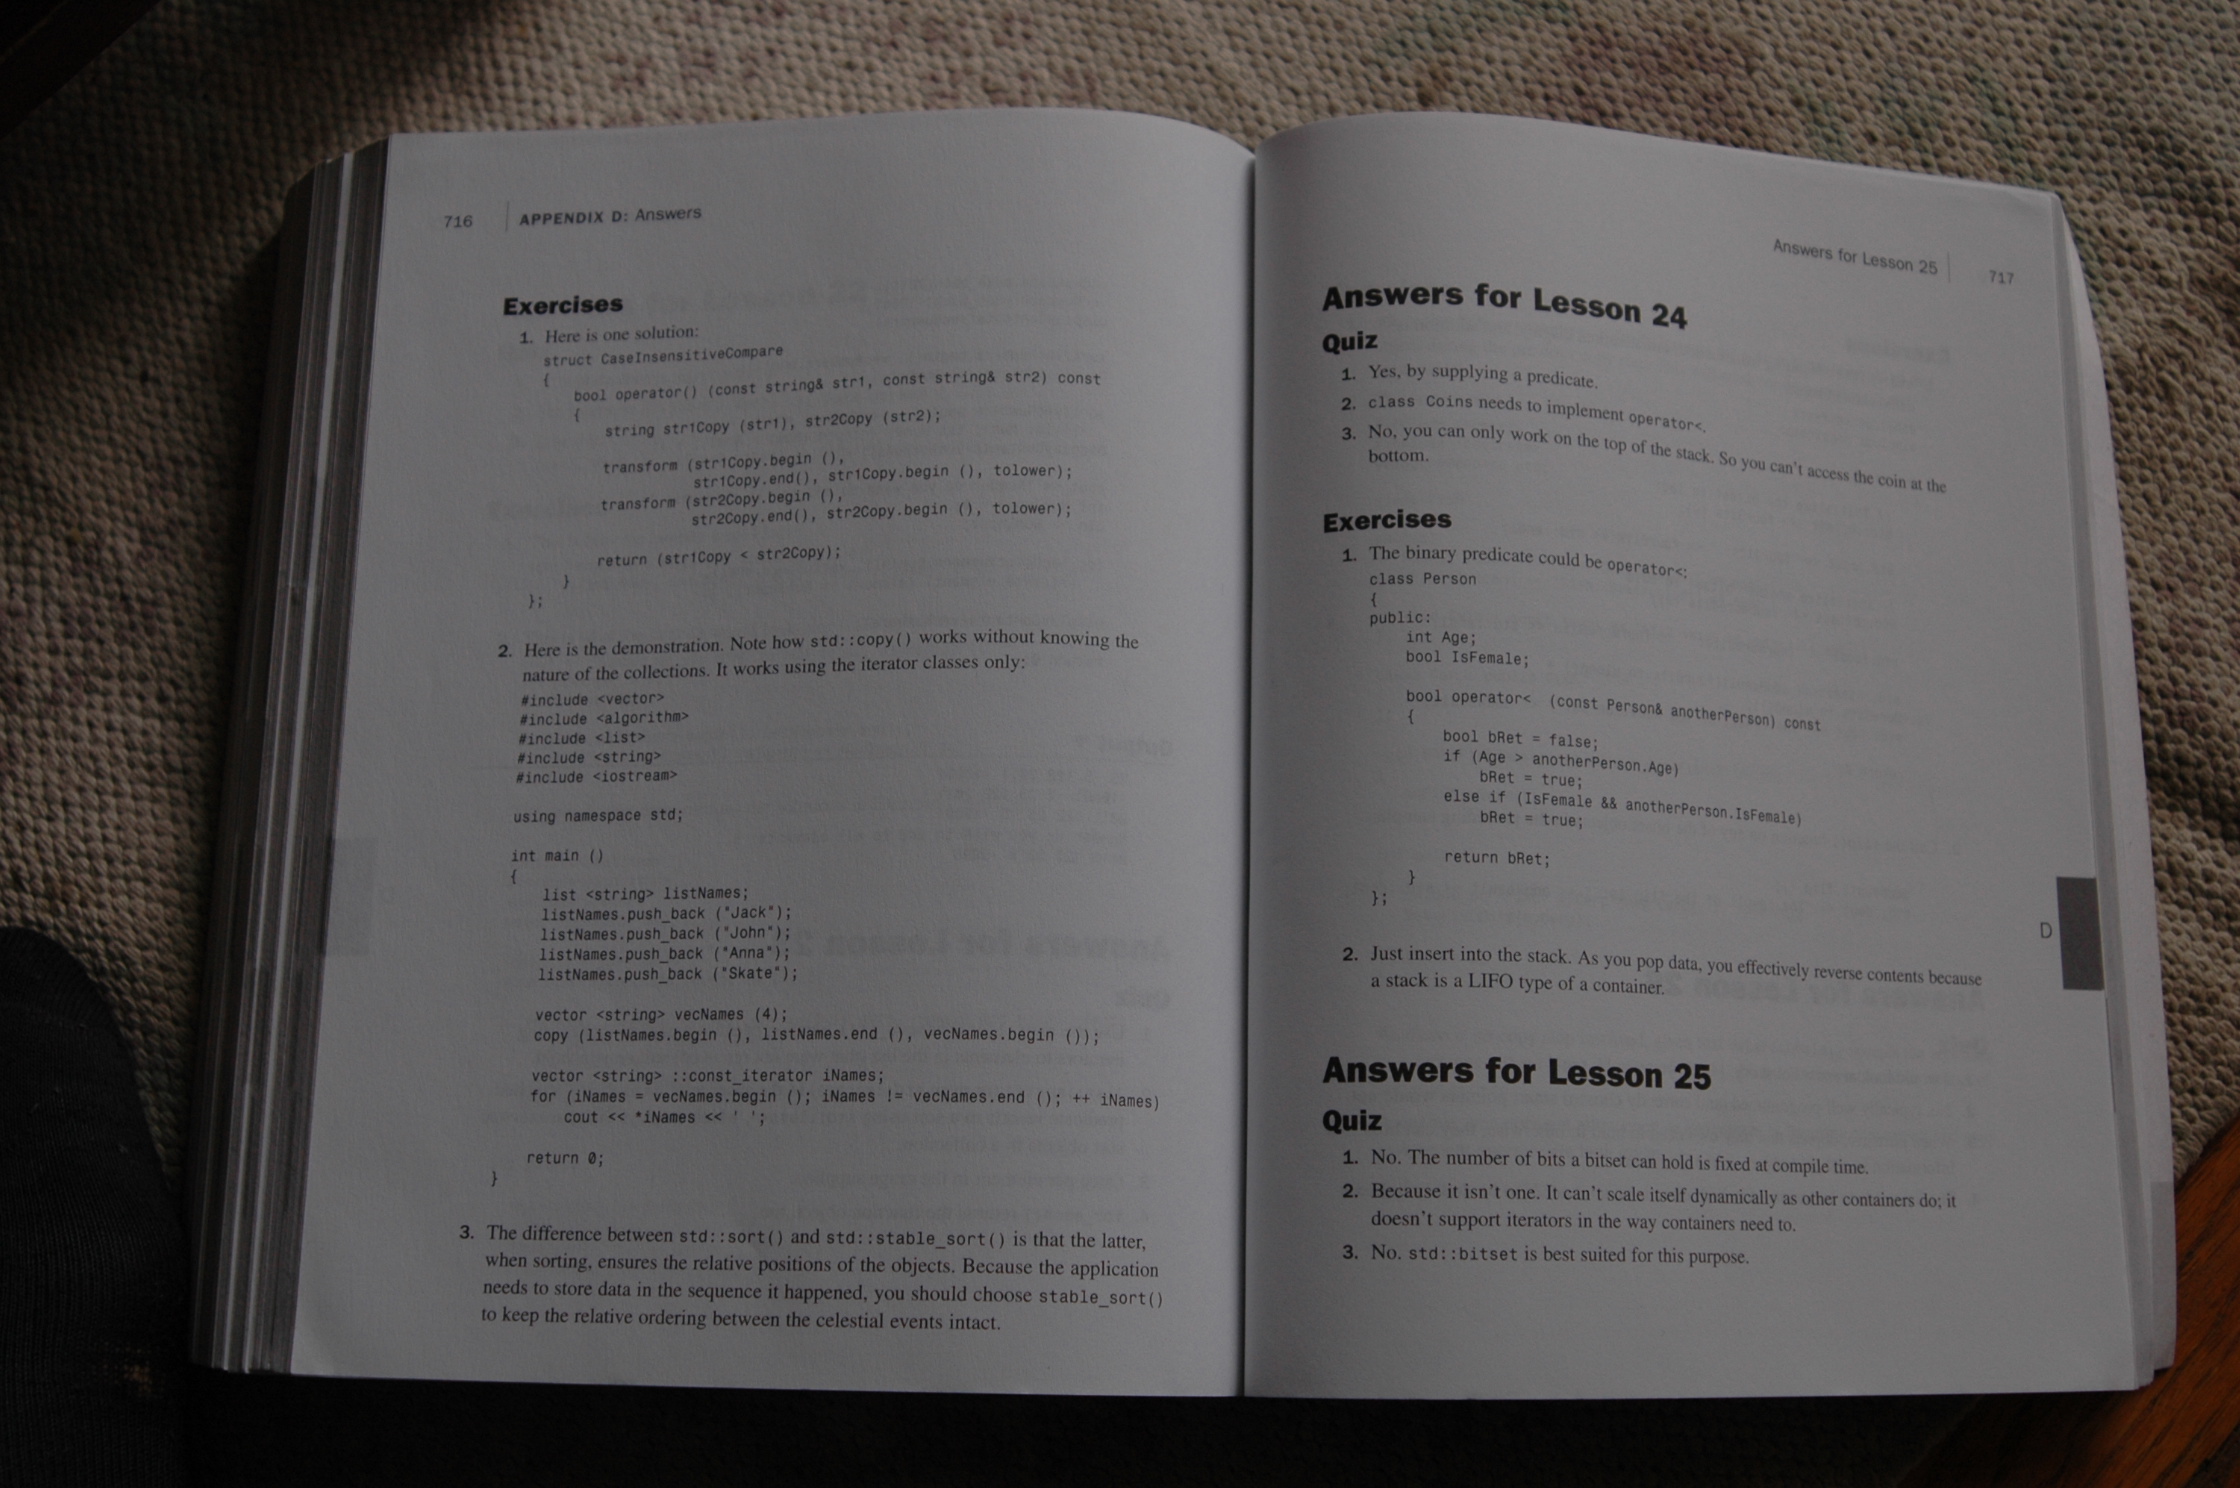 716 APPENDIX D: Answers
Exercises
1. Here is one solution:
struct CaseInsensitiveCompare
{
bool operator() (const string& str1, const string& str2) const
{
string str1Copy (str1), str2Copy (str2);
transform (str1Copy.begin (),
str1Copy.end(), str1Copy.begin (), tolower);
transform (str2Copy.begin (),
str2Copy.end(), str2Copy.begin (), tolower);
return (str1Copy < str2Copy);
}
};
2. Here is the demonstration. Note how std::copy() works without knowing the
nature of the collections. It works using the iterator classes only:
#include <vector>
#include <algorithm>
#include <list>
#include <string>
#include <iostream>
using namespace std;
int main ()
{
list <string> listNames;
listNames.push_back ("Jack");
listNames.push_back ("John");
listNames.push_back ("Anna");
listNames.push_back ("Skate");
vector <string> vecNames (4);
copy (listNames.begin (), listNames.end (), vecNames.begin ());
vector <string> ::const_iterator iNames;
for (iNames = vecNames.begin (); iNames != vecNames.end (); ++ iNames)
cout << *iNames << ' ';
return 0;
}
3. The difference between std::sort() and std::stable_sort() is that the latter,
when sorting, ensures the relative positions of the objects. Because the application
needs to store data in the sequence it happened, you should choose stable_sort()
to keep the relative ordering between the celestial events intact.
Answers for Lesson 25 717
Answers for Lesson 24
Quiz
1. Yes, by supplying a predicate.
2. class Coins needs to implement operator<.
3. No, you can only work on the top of the stack. So you can't access the coin at the
bottom.
Exercises
1. The binary predicate could be operator<:
class Person
{
public:
int Age;
bool IsFemale;
bool operator< (const Person& anotherPerson) const
{
bool bRet = false;
if (Age > anotherPerson.Age)
bRet = true;
else if (IsFemale && anotherPerson.IsFemale)
bRet = true;
return bRet;
}
};
2. Just insert into the stack. As you pop data, you effectively reverse contents because
a stack is a LIFO type of a container.
D
Answers for Lesson 25
Quiz
1. No. The number of bits a bitset can hold is fixed at compile time.
2. Because it isn't one. It can't scale itself dynamically as other containers do; it
doesn't support iterators in the way containers need to.
3. No. std::bitset is best suited for this purpose.